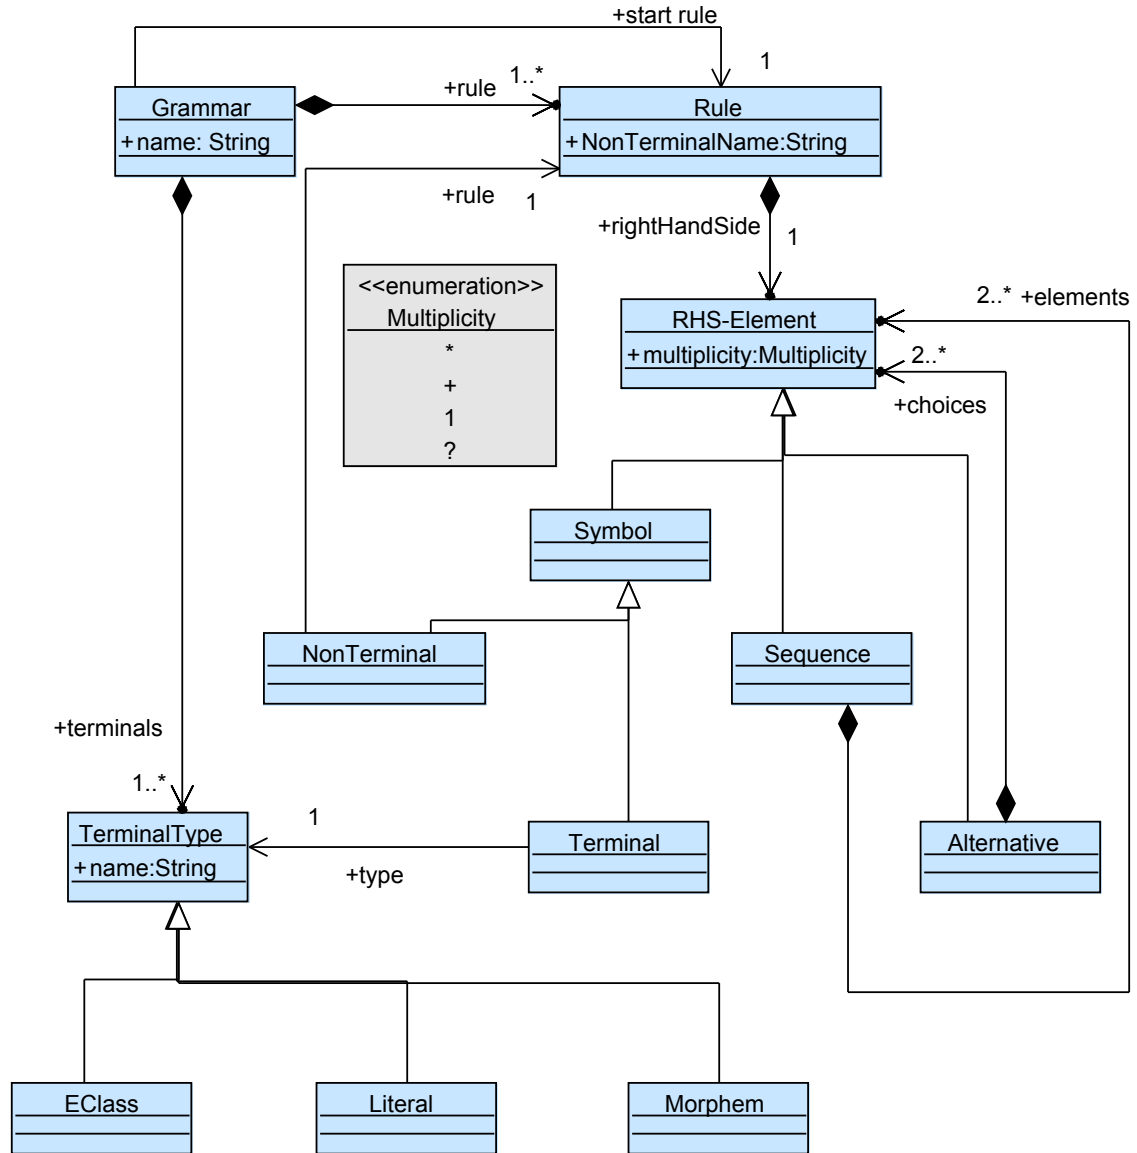 +start rule
1
1..*
+rule
Grammar
+ name: String
Rule
+ NonTerminalName:String
+rule
1
+rightHandSide
1
<<enumeration>>
Multiplicity
*
+
1
?
RHS-Element
+ multiplicity:Multiplicity
2..* +elements
2..*
+choices
Symbol
NonTerminal
Sequence
+terminals
1..*
TerminalType
+ name:String
1
+type
Terminal
Alternative
EClass
Literal
Morphem